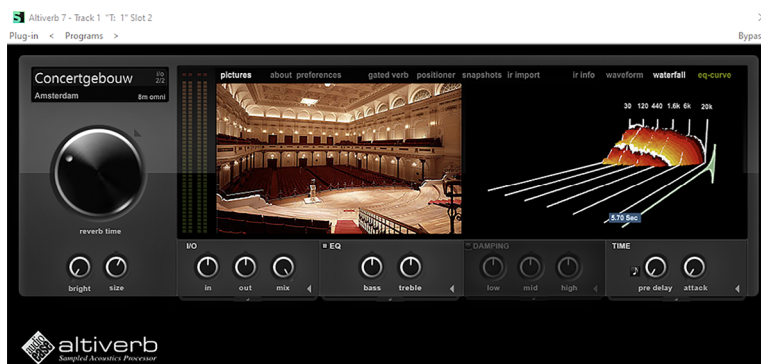 Altiverb 7 - Track 1 "T: 1" Slot 2
Plug-in < Programs >
Bypas
Concertgebouw
i/o
2/2
Amsterdam
8m omni
pictures about preferences gated verb positioner snapshots ir import ir info waveform waterfall eq-curve
30 120 440 1.6k 6k 20k
5.70 Sec
reverb time
bright size
I/O
in out mix
EQ
bass treble
DAMPING
low mid high
TIME
pre delay attack
AUDIO EASE
altiverb
Sampled Acoustics Processor